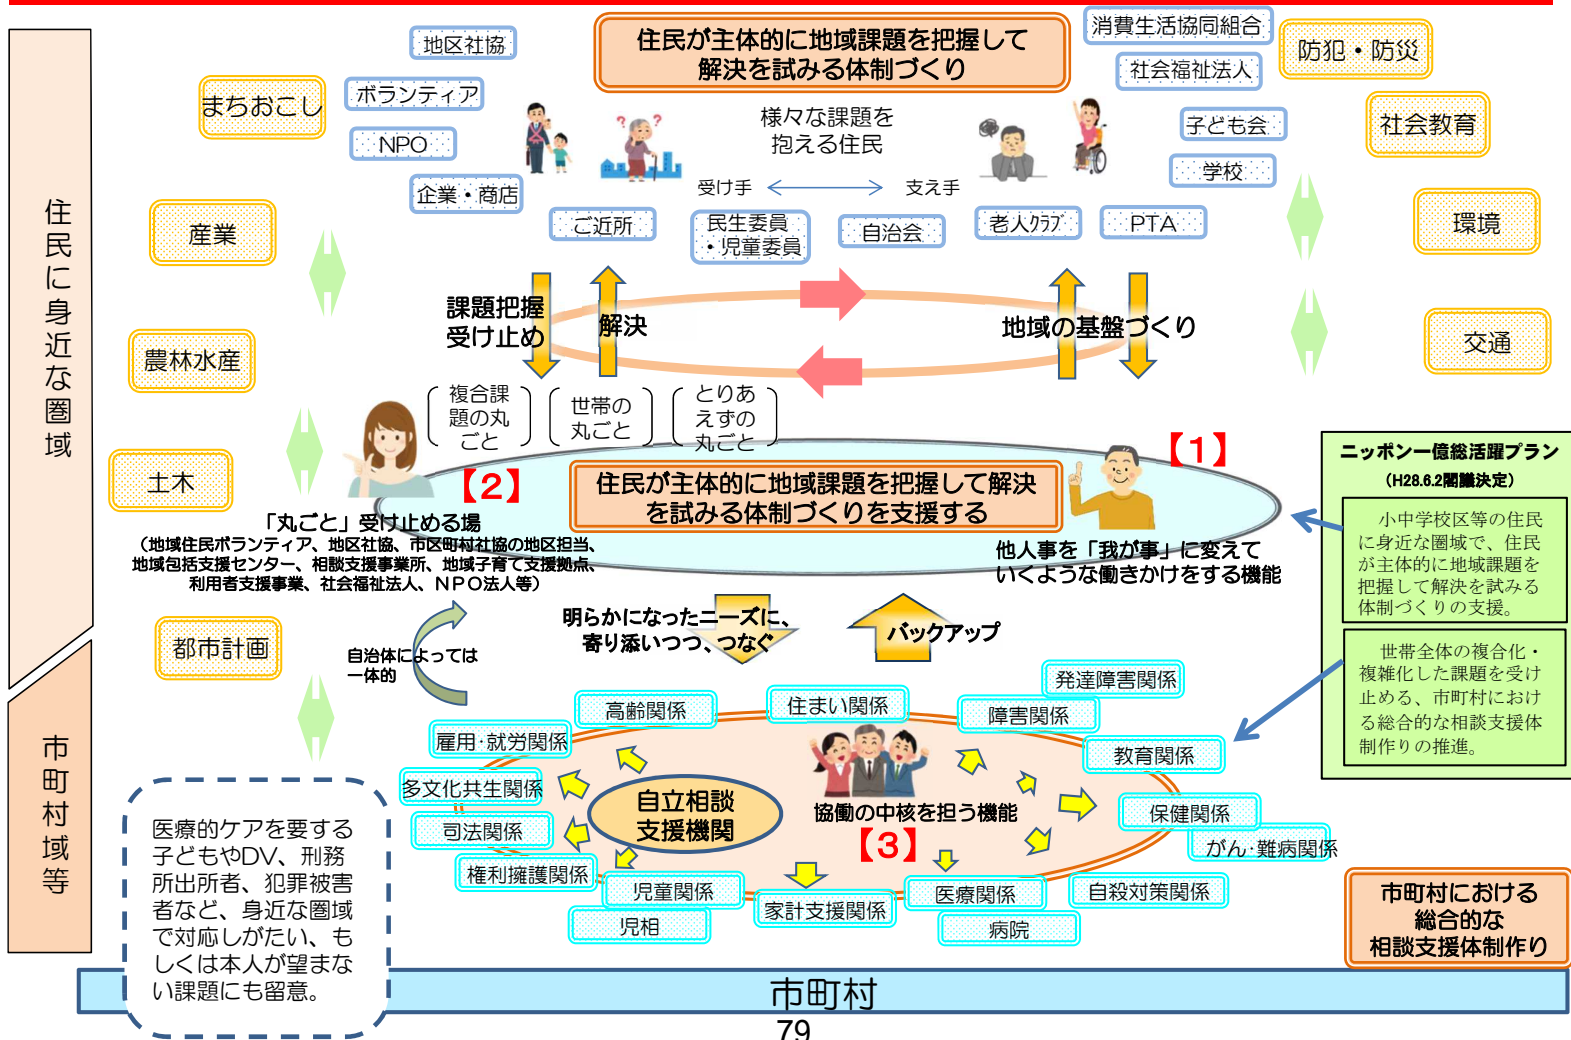 住民が主体的に地域課題を把握して
解決を試みる体制づくり
地区社協
消費生活協同組合
防犯・防災
社会福祉法人
まちおこし
ボランティア
様々な課題を
抱える住民
子ども会
社会教育
NPO
学校
企業・商店
受け手
支え手
産業
ご近所
民生委員
・児童委員
自治会
老人クラブ
PTA
環境
住民に身近な圏域
課題把握
受け止め
解決
地域の基盤づくり
交通
農林水産
複合課
題の丸
ごと
世帯の
丸ごと
とりあ
えずの
丸ごと
【1】
【2】
住民が主体的に地域課題を把握して解決
を試みる体制づくりを支援する
土木
「丸ごと」受け止める場
(地域住民ボランティア、地区社協、市区町村社協の地区担当、
地域包括支援センター、相談支援事業所、地域子育て支援拠点、
利用者支援事業、社会福祉法人、NPO法人等)
他人事を「我が事」に変えて
いくような働きかけをする機能
ニッポン一億総活躍プラン
(H28.6.2閣議決定)
小中学校区等の住民
に身近な圏域で、住民
が主体的に地域課題を
把握して解決を試みる
体制づくりの支援。
世帯全体の複合化・
複雑化した課題を受け
止める、市町村におけ
る総合的な相談支援体
制作りの推進。
明らかになったニーズに、
寄り添いつつ、つなぐ
バックアップ
都市計画
自治体によっては
一体的
市町村域等
発達障害関係
高齢関係
住まい関係
障害関係
雇用・就労関係
教育関係
多文化共生関係
自立相談
支援機関
協働の中核を担う機能
【3】
保健関係
司法関係
がん・難病関係
権利擁護関係
児童関係
家計支援関係
医療関係
自殺対策関係
児相
病院
医療的ケアを要する
子どもやDV、刑務
所出所者、犯罪被害
者など、身近な圏域
で対応しがたい、も
しくは本人が望まな
い課題にも留意。
市町村における
総合的な
相談支援体制作り
市町村
79